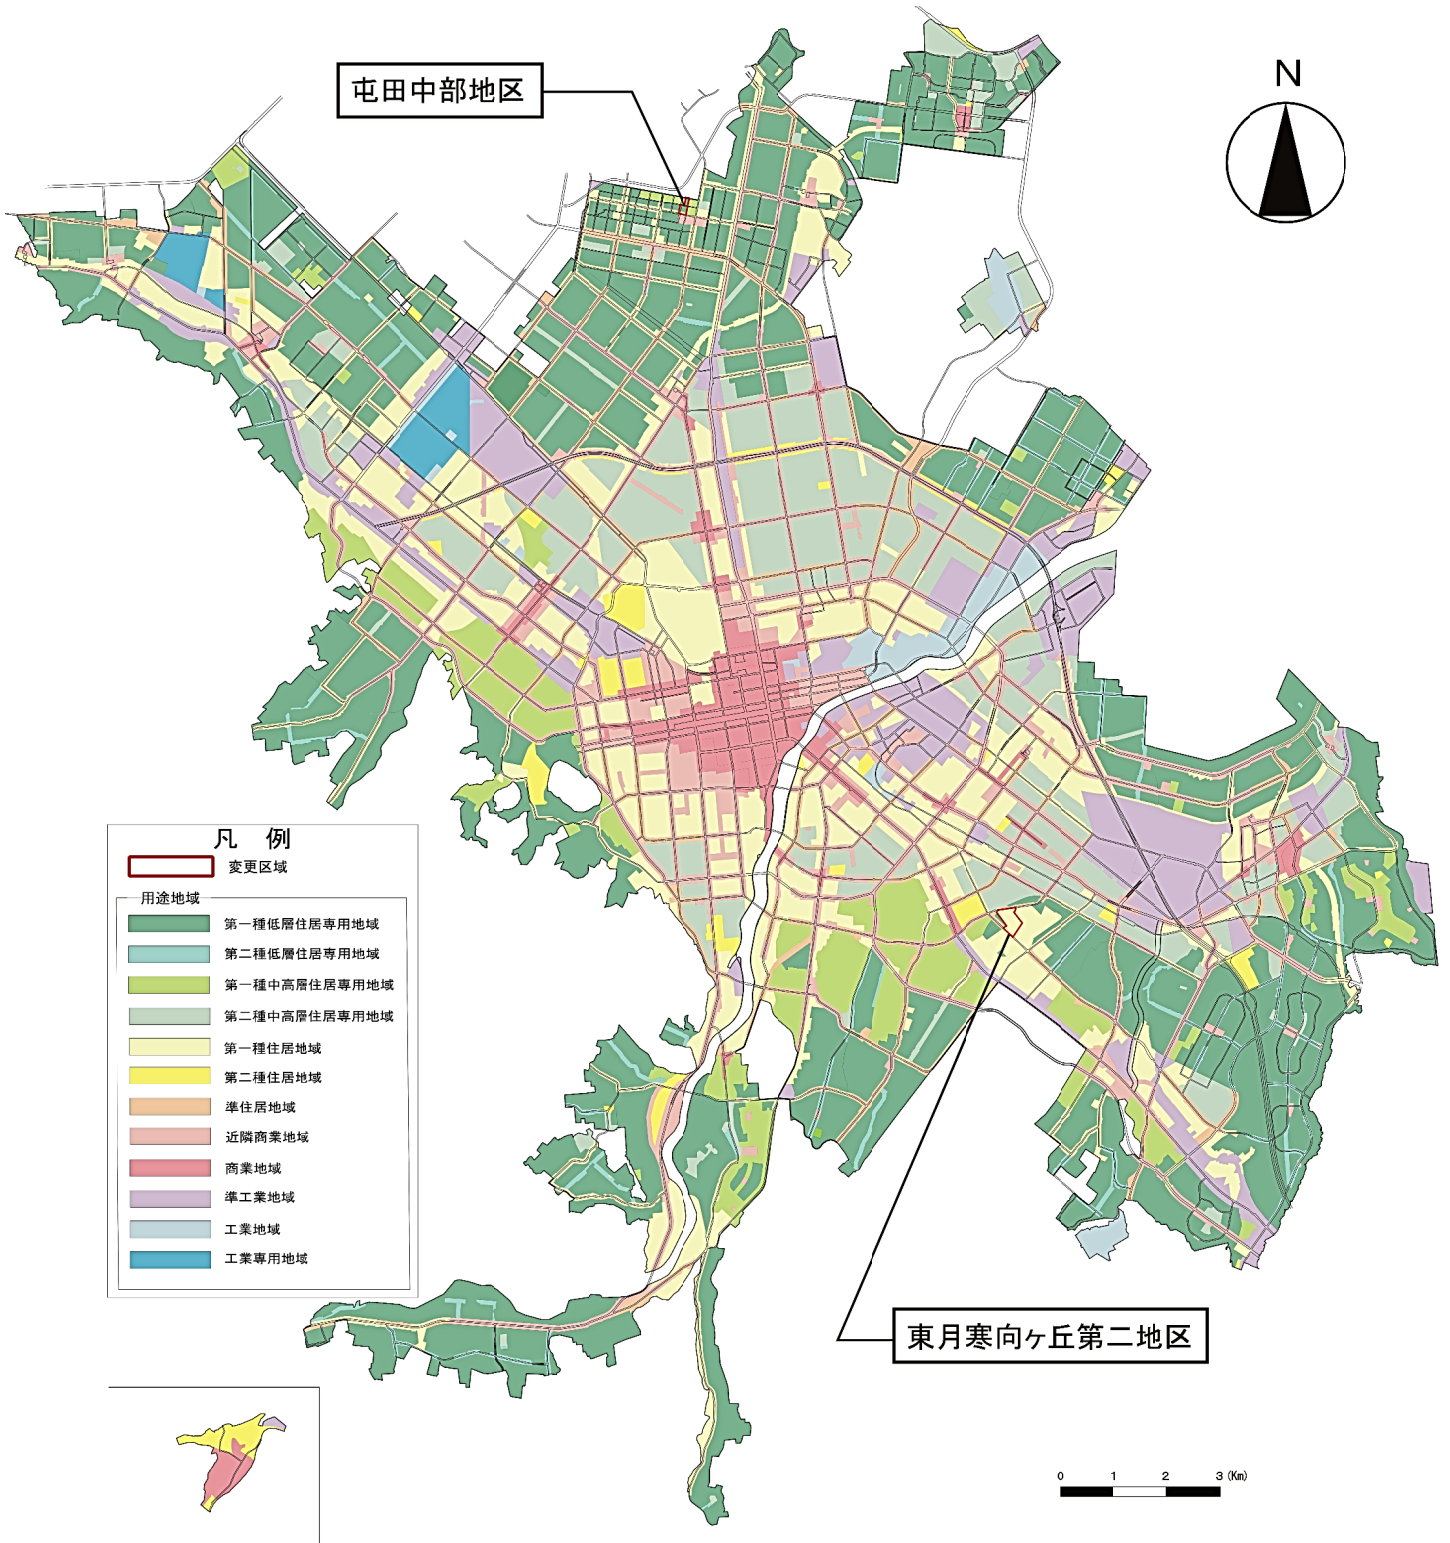 屯田中部地区
N
凡 例
変更区域
用途地域
第一種低層住居専用地域
第二種低層住居専用地域
第一種中高層住居専用地域
第二種中高層住居専用地域
第一種住居地域
第二種住居地域
準住居地域
近隣商業地域
商業地域
準工業地域
工業地域
工業専用地域
東月寒向ヶ丘第二地区
0 1 2 3 (Km)